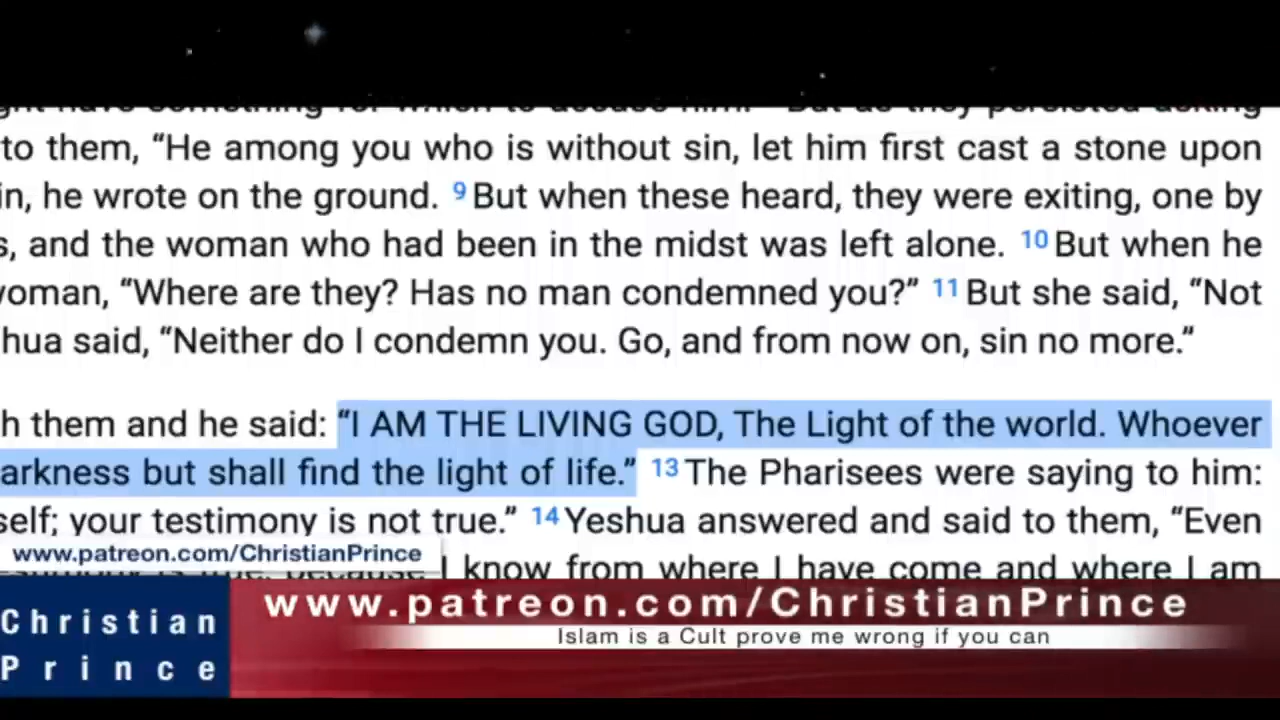 to them, “He among you who is without sin, let him first cast a stone upon
in, he wrote on the ground. 9 But when these heard, they were exiting, one by
s, and the woman who had been in the midst was left alone. 10 But when he
woman, “Where are they? Has no man condemned you?” 11 But she said, “Not
hua said, “Neither do I condemn you. Go, and from now on, sin no more.”
h them and he said: “I AM THE LIVING GOD, The Light of the world. Whoever
arkness but shall find the light of life.” 13 The Pharisees were saying to him:
self; your testimony is not true.” 14 Yeshua answered and said to them, “Even
www.patreon.com/ChristianPrince
because I know from where I have come and where I am
Christian
Prince
www.patreon.com/ChristianPrince
Islam is a Cult prove me wrong if you can